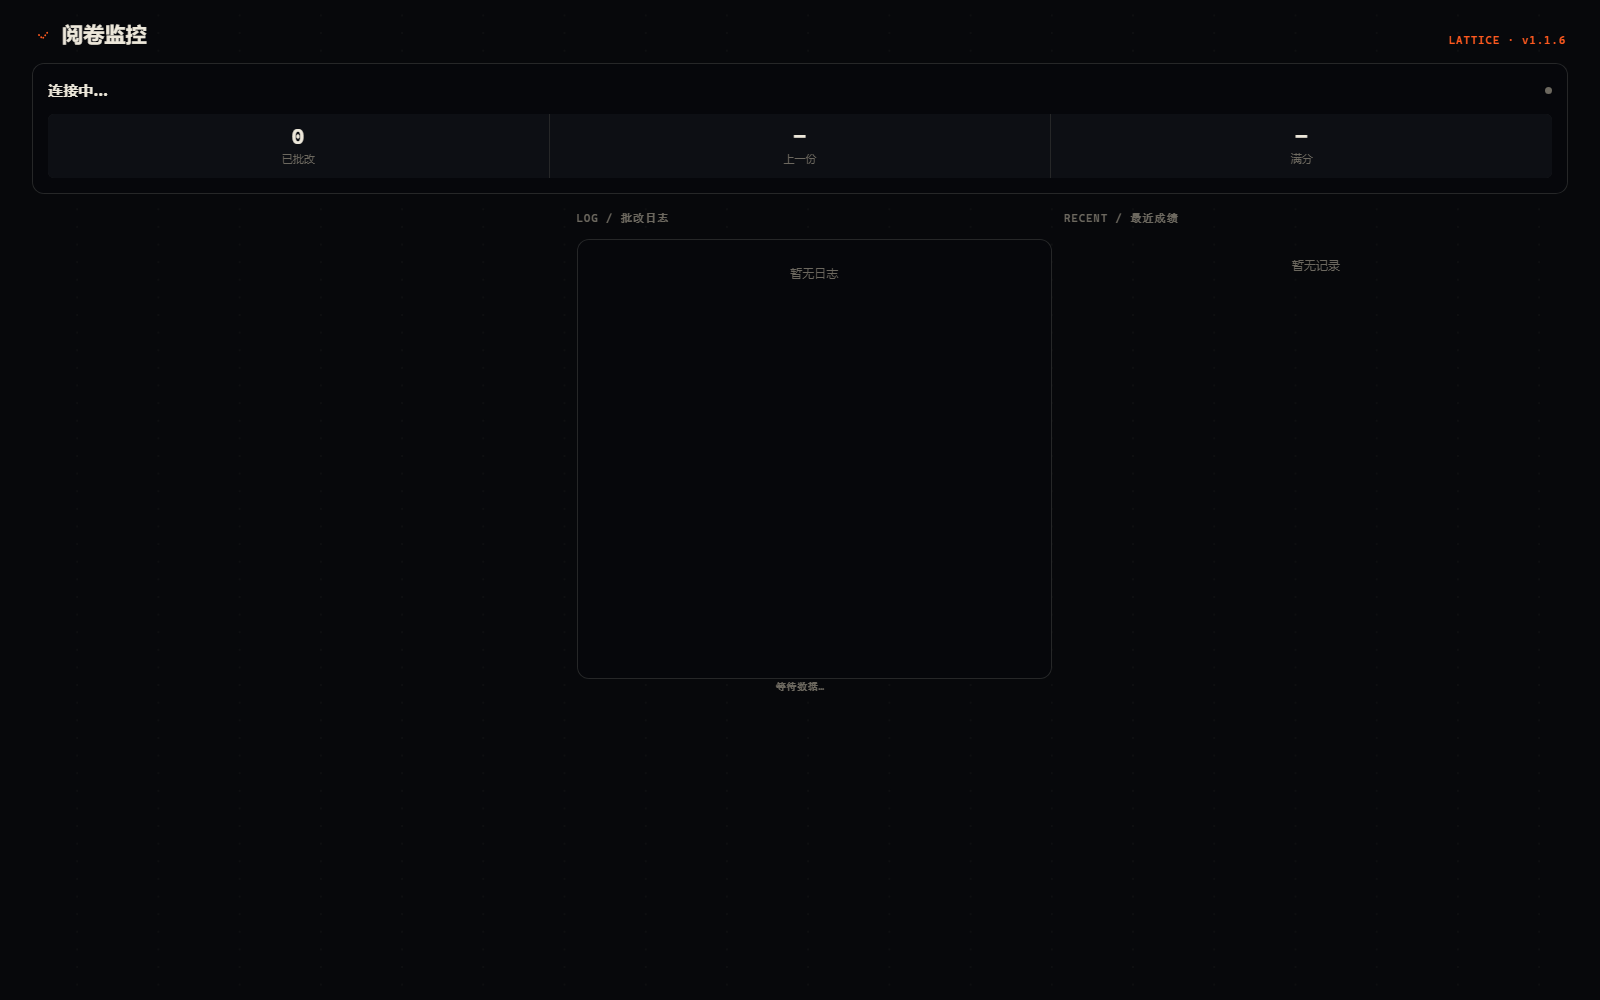 阅卷监控
LATTICE · v1.1.6
连接中...
0
已批改
—
上一份
—
满分
LOG / 批改日志
RECENT / 最近成绩
暂无日志
暂无记录
等待数据…